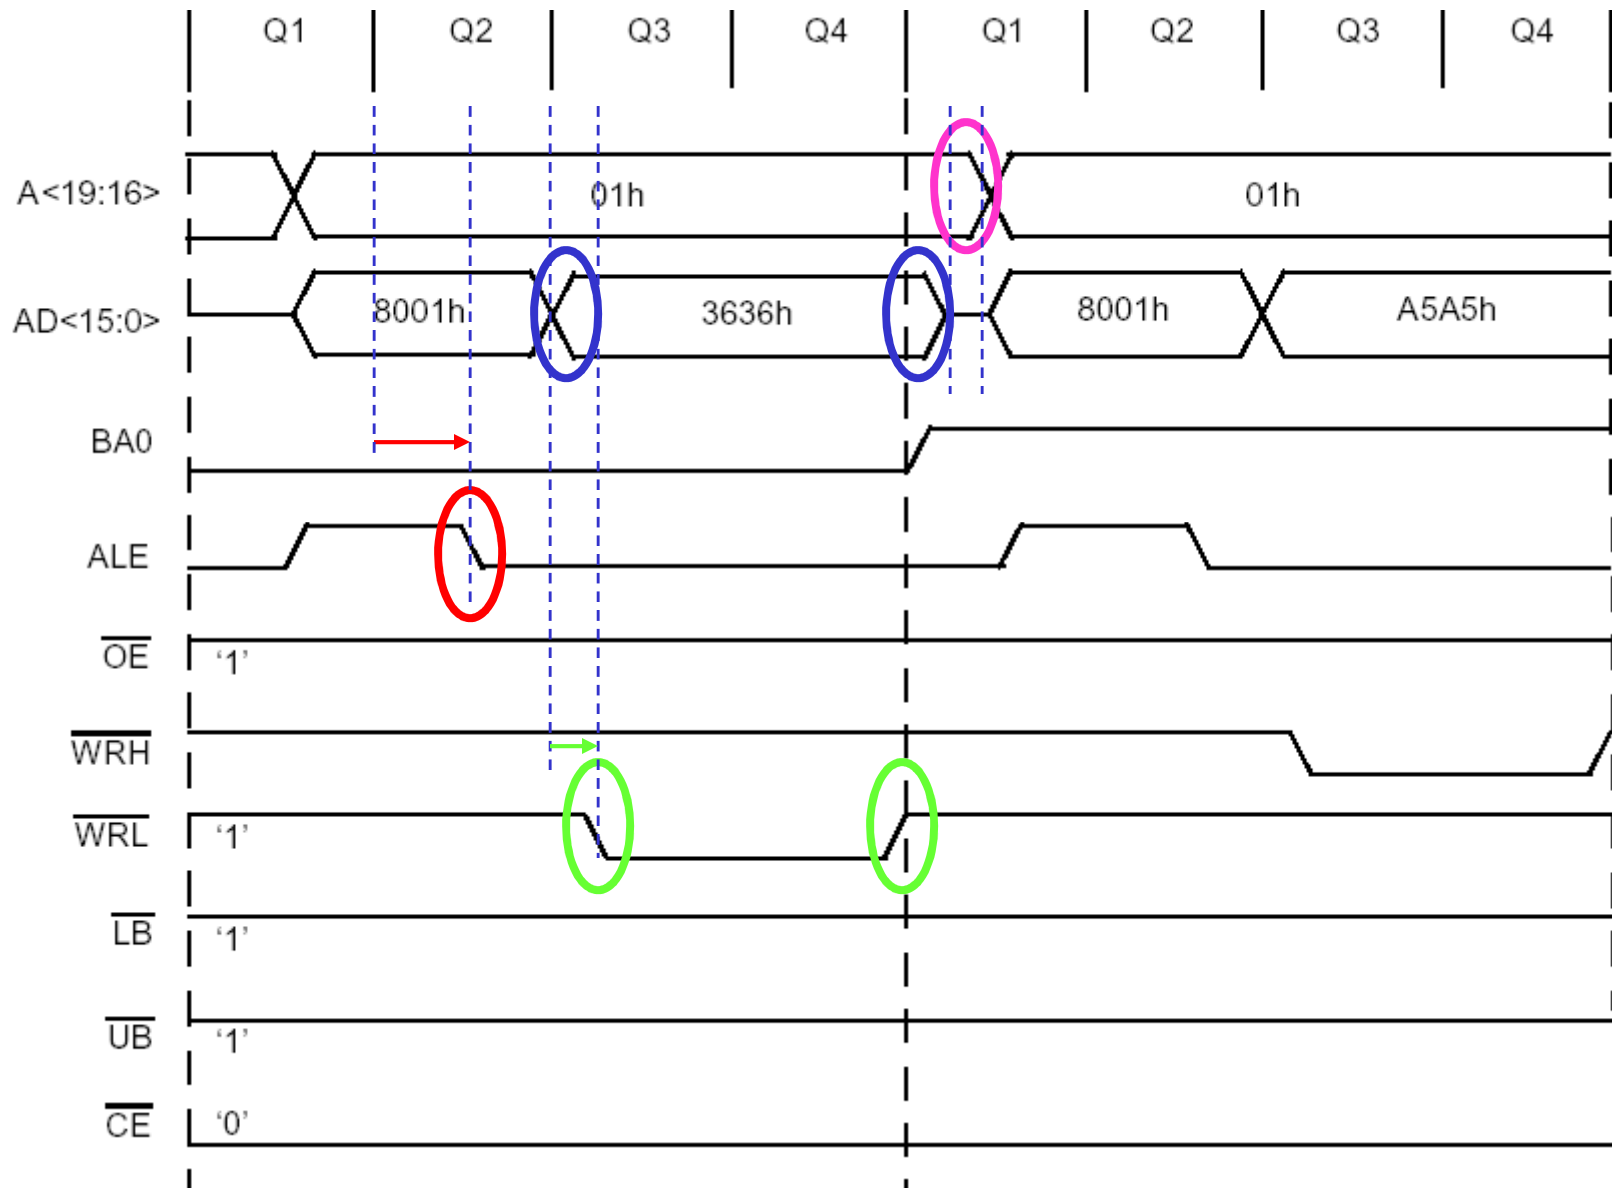 Q1 Q2 Q3 Q4 Q1 Q2 Q3 Q4
A<19:16> 01h 01h
AD<15:0> 8001h 3636h 8001h A5A5h
BA0
ALE
OE ‘1’
WRH
WRL ‘1’
LB ‘1’
UB ‘1’
CE ‘0’